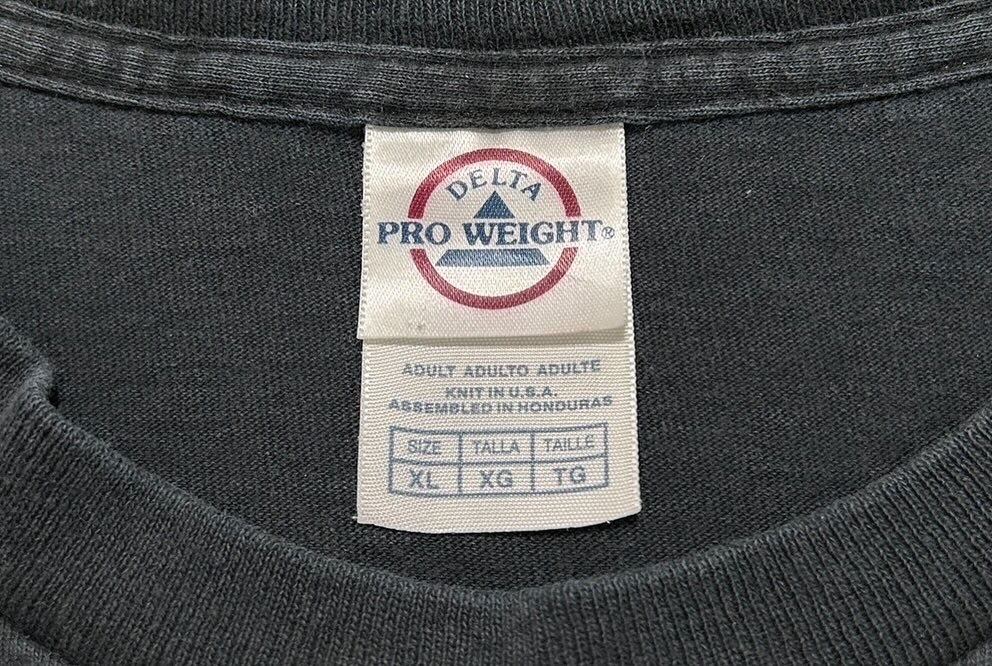 DELTA
PRO WEIGHT®
ADULT ADULTO ADULTE
KNIT IN U.S.A.
ASSEMBLED IN HONDURAS
SIZE TALLA TAILLE
XL XG TG